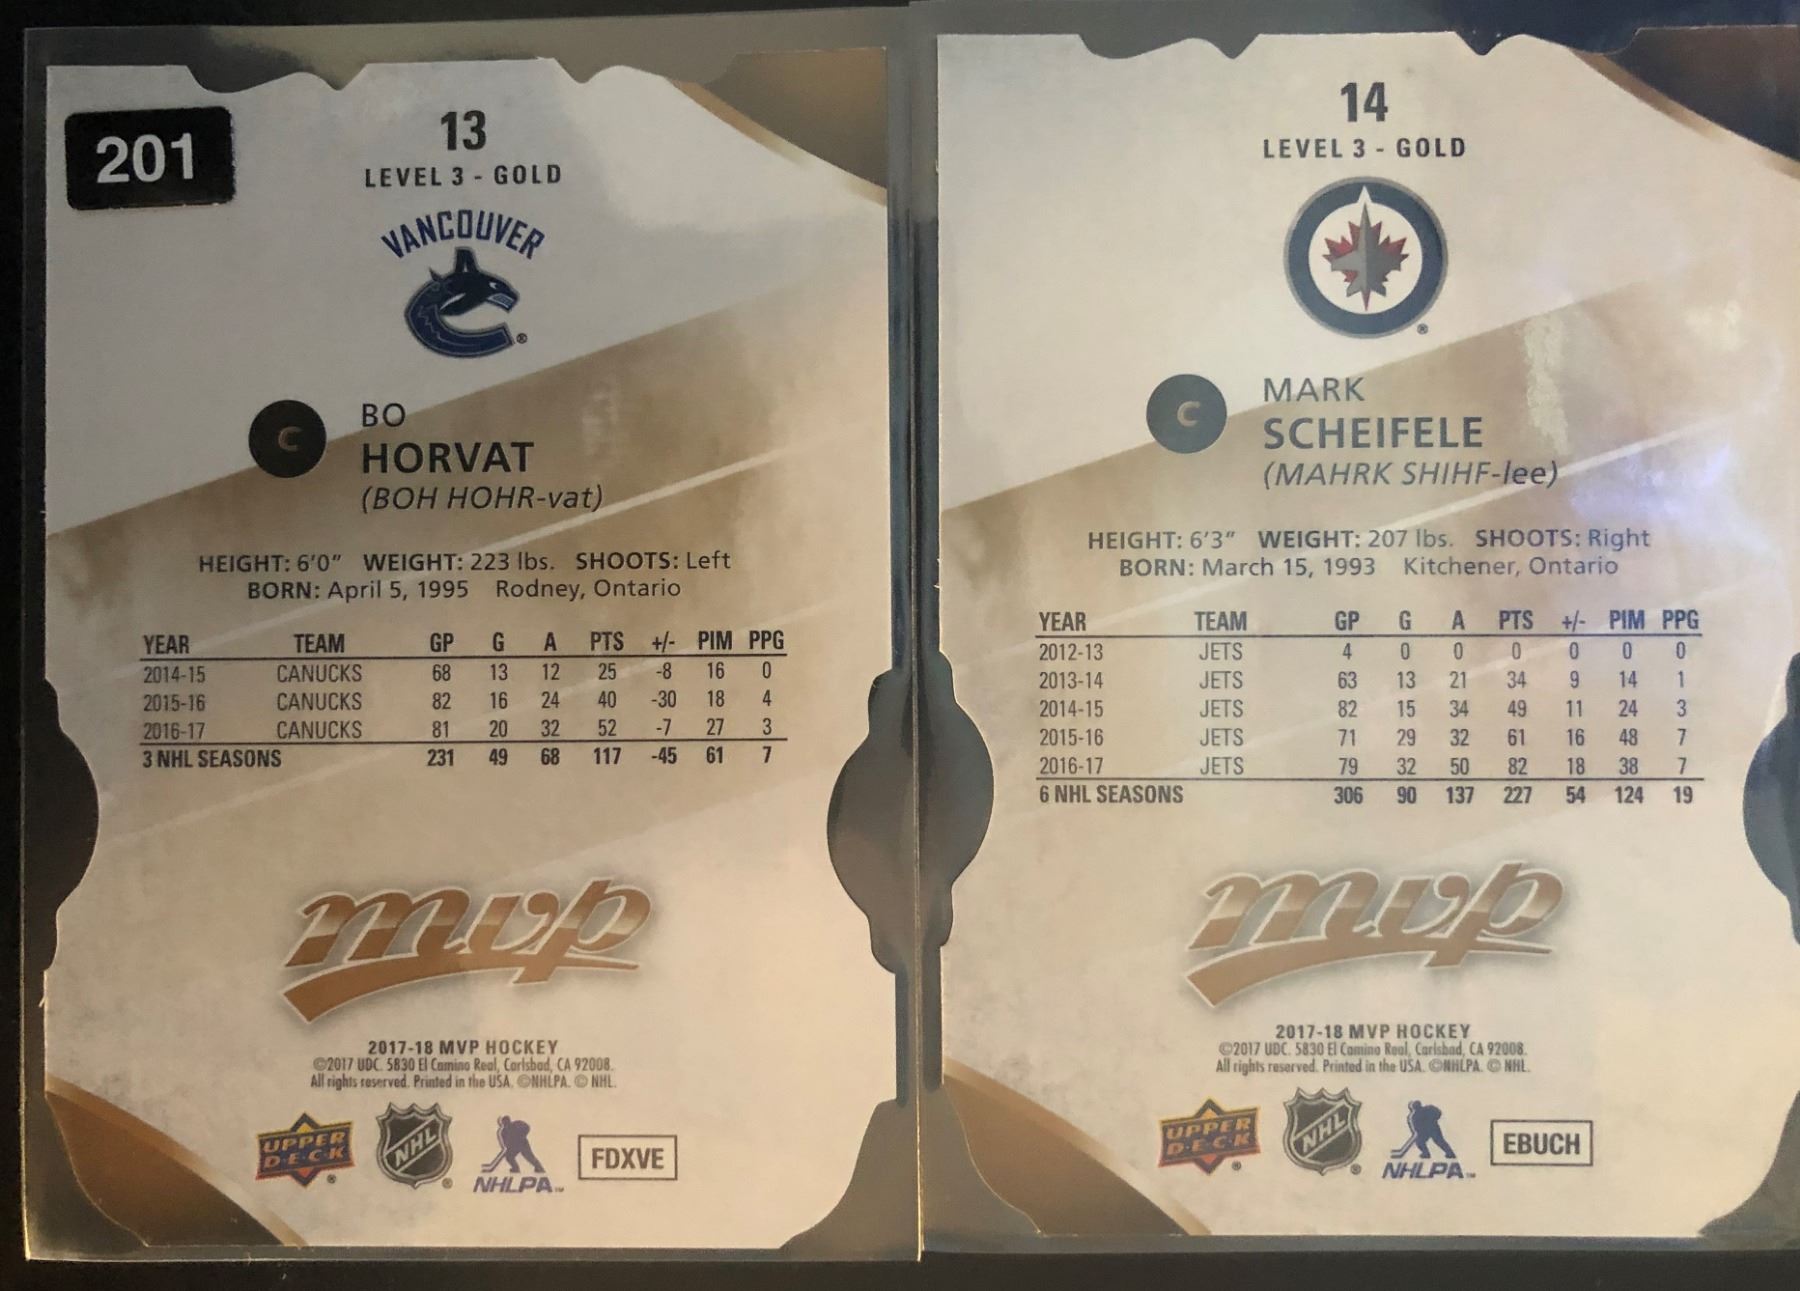 201
13
LEVEL 3 - GOLD
VANCOUVER
®
C
BO
HORVAT
(BOH HOHR-vat)
HEIGHT: 6'0" WEIGHT: 223 lbs. SHOOTS: Left
BORN: April 5, 1995 Rodney, Ontario
YEAR TEAM GP G A PTS +/- PIM PPG
2014-15 CANUCKS 68 13 12 25 -8 16 0
2015-16 CANUCKS 82 16 24 40 -30 18 4
2016-17 CANUCKS 81 20 32 52 -7 27 3
3 NHL SEASONS 231 49 68 117 -45 61 7
mvp
2017-18 MVP HOCKEY
©2017 UDC. 5830 El Camino Real, Carlsbad, CA 92008.
All rights reserved. Printed in the USA. ©NHLPA. © NHL.
UPPER
D·E·C·K
®
NHL
®
NHLPA™
FDXVE
14
LEVEL 3 - GOLD
®
C
MARK
SCHEIFELE
(MAHRK SHIHF-lee)
HEIGHT: 6'3" WEIGHT: 207 lbs. SHOOTS: Right
BORN: March 15, 1993 Kitchener, Ontario
YEAR TEAM GP G A PTS +/- PIM PPG
2012-13 JETS 4 0 0 0 0 0 0
2013-14 JETS 63 13 21 34 9 14 1
2014-15 JETS 82 15 34 49 11 24 3
2015-16 JETS 71 29 32 61 16 48 7
2016-17 JETS 79 32 50 82 18 38 7
6 NHL SEASONS 306 90 137 227 54 124 19
mvp
2017-18 MVP HOCKEY
©2017 UDC. 5830 El Camino Real, Carlsbad, CA 92008.
All rights reserved. Printed in the USA. ©NHLPA. © NHL.
UPPER
D·E·C·K
®
NHL
®
NHLPA™
EBUCH